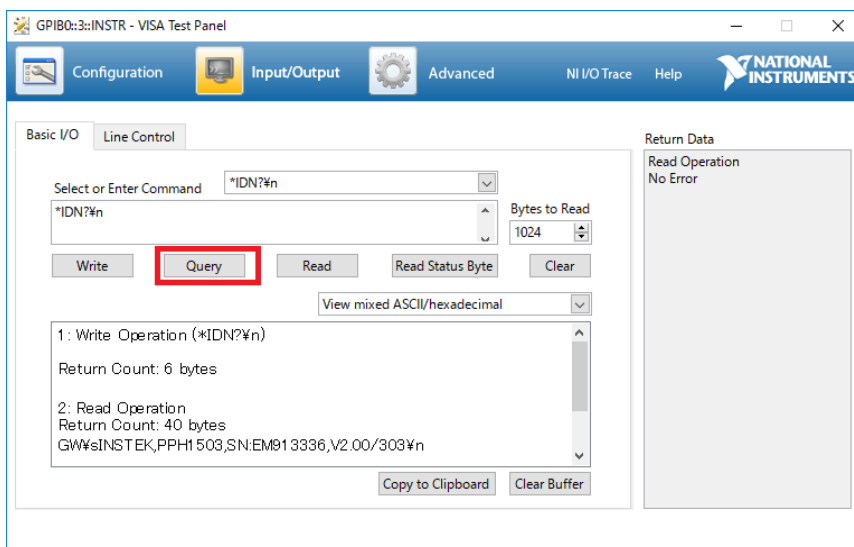 GPIB0::3::INSTR - VISA Test Panel
Configuration Input/Output Advanced NI I/O Trace Help NATIONAL INSTRUMENTS
Basic I/O Line Control
Select or Enter Command *IDN?¥n
*IDN?¥n
Bytes to Read
1024
Write Query Read Read Status Byte Clear
View mixed ASCII/hexadecimal
1: Write Operation (*IDN?¥n)
Return Count: 6 bytes
2: Read Operation
Return Count: 40 bytes
GW¥sINSTEK,PPH1503,SN:EM913336,V2.00/303¥n
Copy to Clipboard Clear Buffer
Return Data
Read Operation
No Error